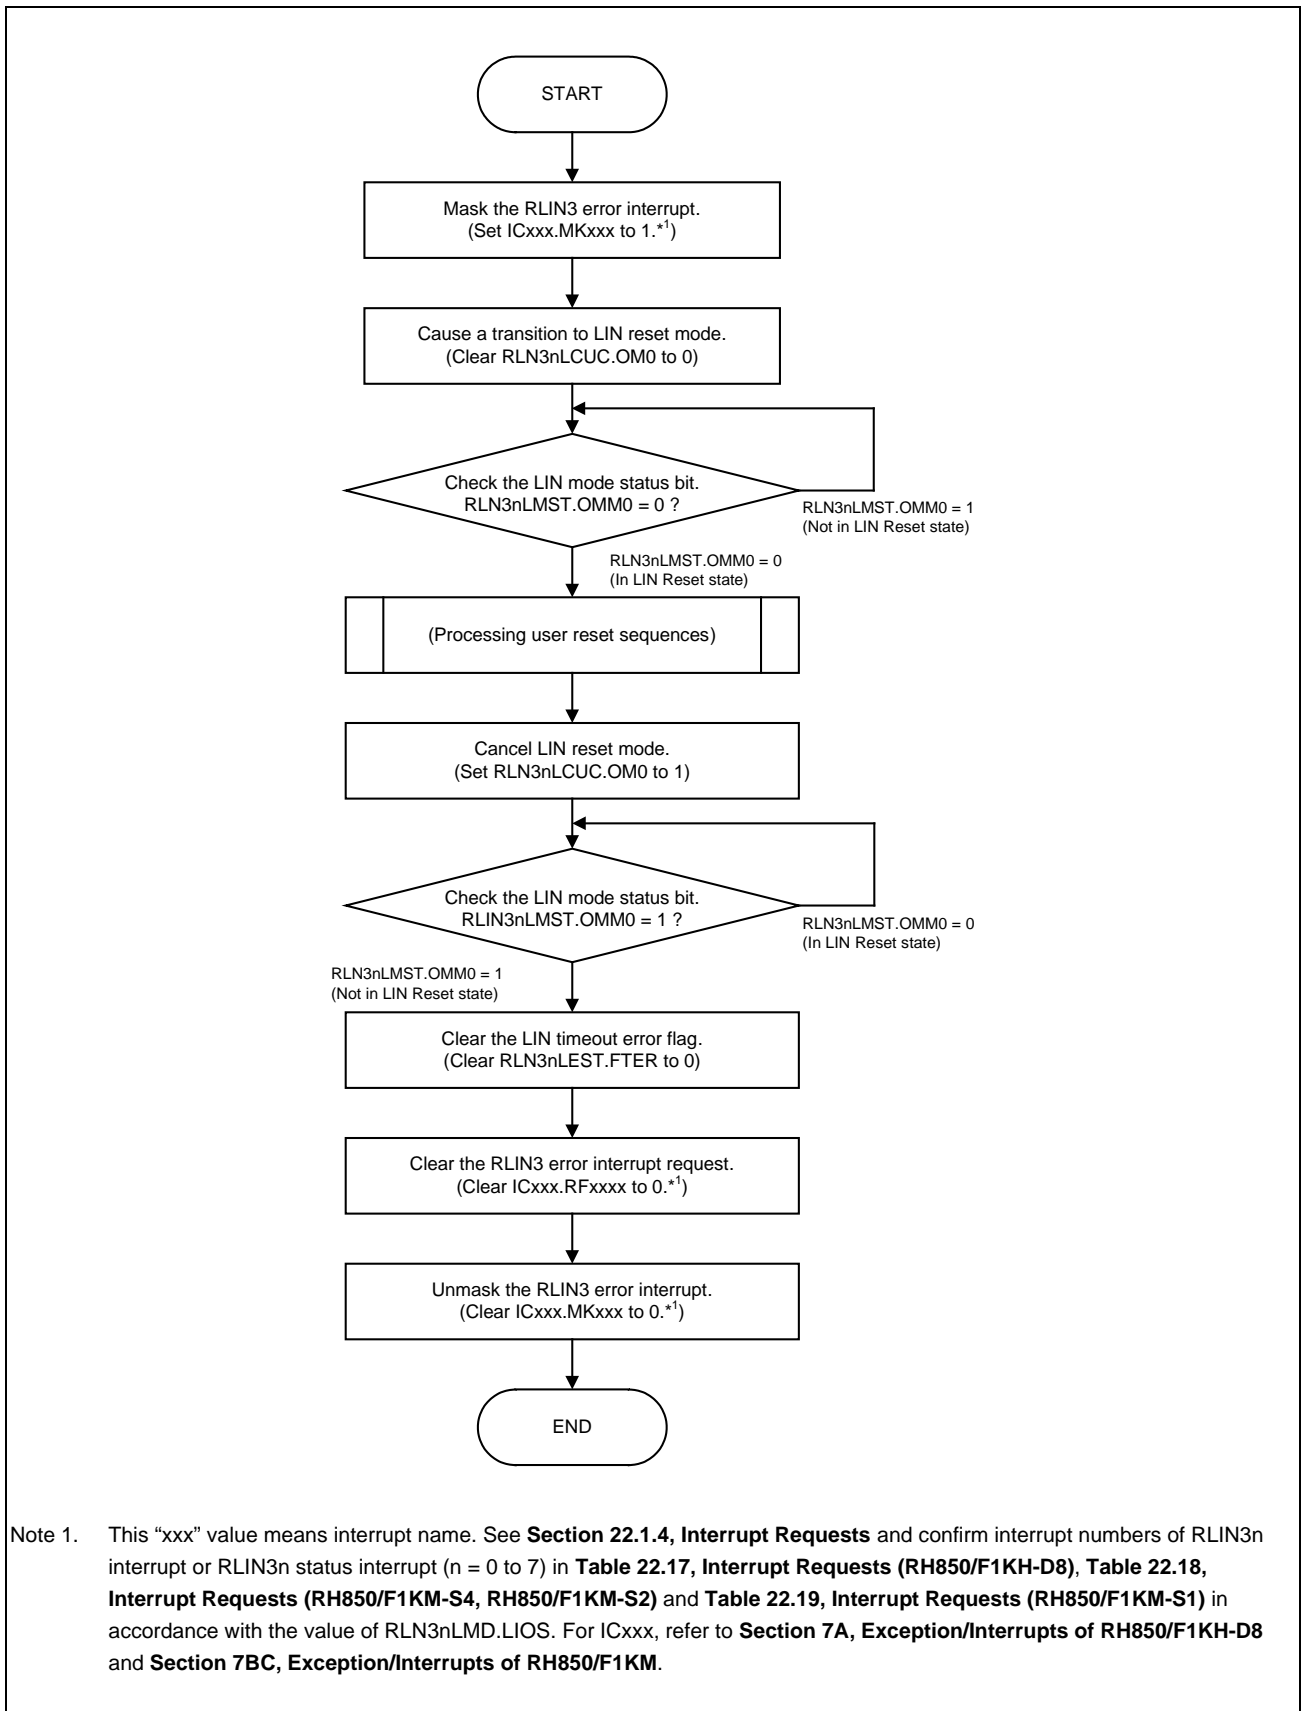 START
Mask the RLIN3 error interrupt.
(Set ICxxx.MKxxx to 1.*1)
Cause a transition to LIN reset mode.
(Clear RLN3nLCUC.OM0 to 0)
Check the LIN mode status bit.
RLN3nLMST.OMM0 = 0 ?
RLN3nLMST.OMM0 = 1
(Not in LIN Reset state)
RLN3nLMST.OMM0 = 0
(In LIN Reset state)
(Processing user reset sequences)
Cancel LIN reset mode.
(Set RLN3nLCUC.OM0 to 1)
Check the LIN mode status bit.
RLIN3nLMST.OMM0 = 1 ?
RLN3nLMST.OMM0 = 0
(In LIN Reset state)
RLN3nLMST.OMM0 = 1
(Not in LIN Reset state)
Clear the LIN timeout error flag.
(Clear RLN3nLEST.FTER to 0)
Clear the RLIN3 error interrupt request.
(Clear ICxxx.RFxxxx to 0.*1)
Unmask the RLIN3 error interrupt.
(Clear ICxxx.MKxxx to 0.*1)
END
Note 1. This “xxx” value means interrupt name. See Section 22.1.4, Interrupt Requests and confirm interrupt numbers of RLIN3n
interrupt or RLIN3n status interrupt (n = 0 to 7) in Table 22.17, Interrupt Requests (RH850/F1KH-D8), Table 22.18,
Interrupt Requests (RH850/F1KM-S4, RH850/F1KM-S2) and Table 22.19, Interrupt Requests (RH850/F1KM-S1) in
accordance with the value of RLN3nLMD.LIOS. For ICxxx, refer to Section 7A, Exception/Interrupts of RH850/F1KH-D8
and Section 7BC, Exception/Interrupts of RH850/F1KM.